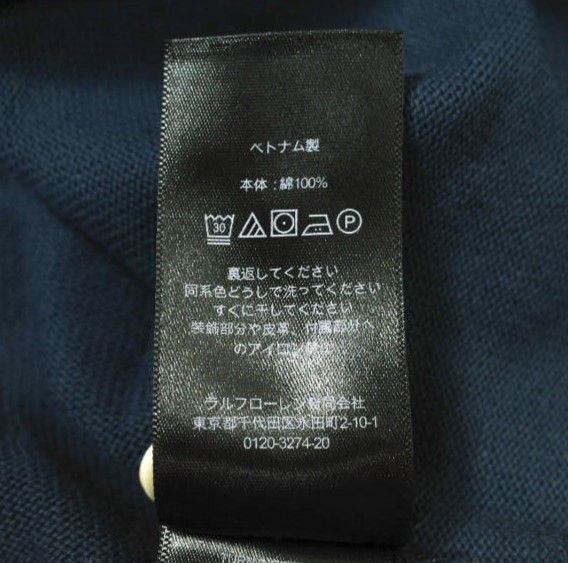 ベトナム製
本体 : 綿100%
30 P
裏返してください
同系色どうしで洗ってください
すぐに干してください
装飾部分や皮革、付属部分へ
のアイロン
ラルフローレン合同会社
東京都千代田区永田町2-10-1
0120-3274-20